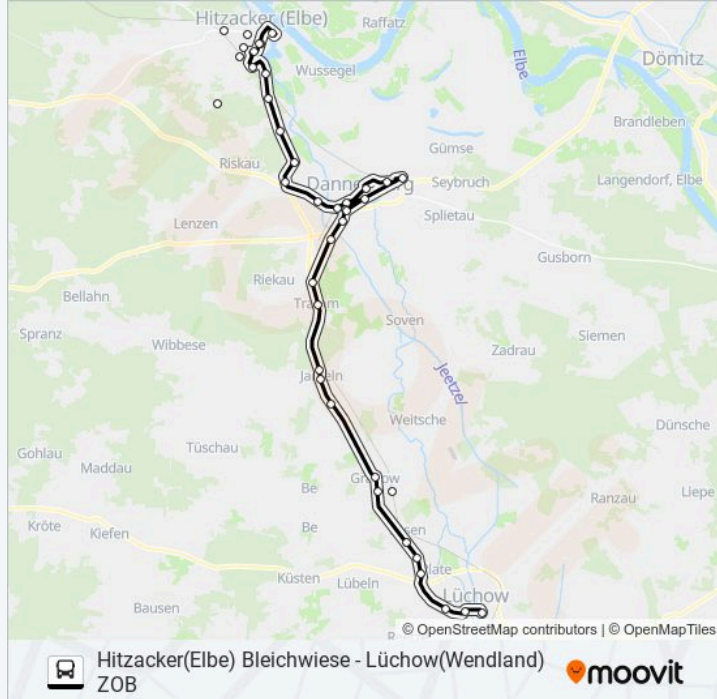 Hitzacker (Elbe)
Raffatz
Elbe
Dömitz
Wussegel
Brandleben
Gümse
Riskau
Seybruch
Langendorf, Elbe
Splietau
Lenzen
Gusborn
Riekau
Bellahn
Soven
Siemen
Spranz
Wibbese
Zadrau
Jeetzel
Weitsche
Dünsche
Gohlau
Tüschau
Maddau
Be
Ranzau
Liepe
Kröte
Kiefen
Be
Küsten
Lübeln
Lüchow
Bausen
© OpenStreetMap contributors | © OpenMapTiles
Hitzacker(Elbe) Bleichwiese - Lüchow(Wendland)
ZOB
moovit